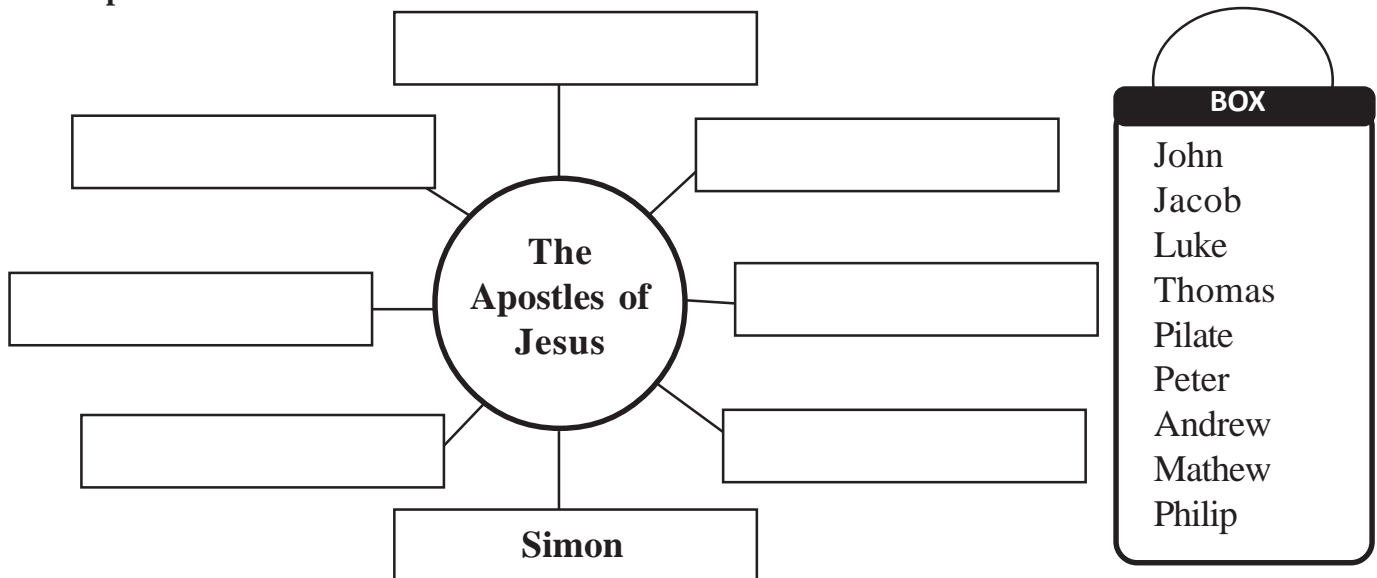 The
Apostles of
Jesus
Simon
BOX
John
Jacob
Luke
Thomas
Pilate
Peter
Andrew
Mathew
Philip